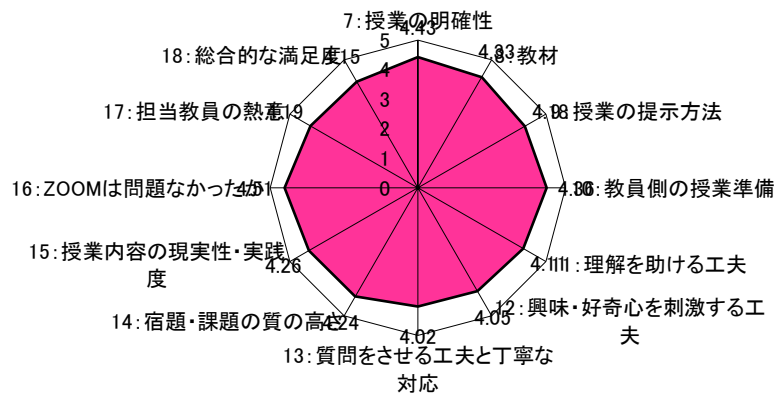 7：授業の明確性
4.43
5
4
3
2
1
0
4.33
8：教材
4.18
9：授業の提示方法
4.36
10：教員側の授業準備
4.11
11：理解を助ける工夫
4.05
12：興味・好奇心を刺激する工
夫
4.02
13：質問をさせる工夫と丁寧な
対応
4.24
14：宿題・課題の質の高さ
4.26
15：授業内容の現実性・実践
度
4.51
16：ZOOMは問題なかったか
4.19
17：担当教員の熱意
4.15
18：総合的な満足度